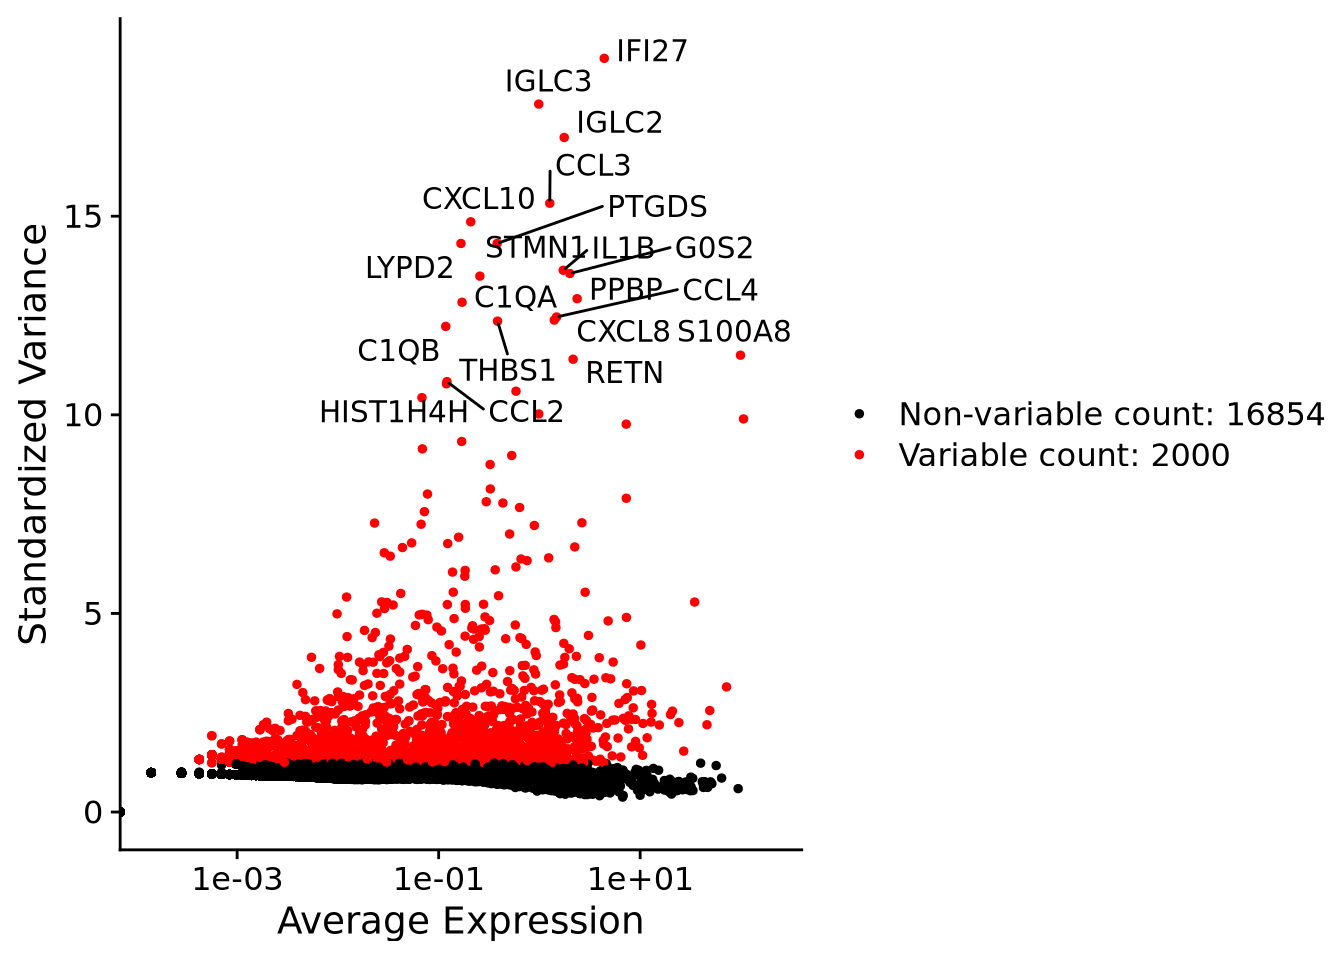 IFI27
IGLC3
IGLC2
CCL3
CXCL10
PTGDS
STMN1
IL1B
G0S2
LYPD2
C1QA
PPBP
CCL4
CXCL8
S100A8
C1QB
THBS1
RETN
HIST1H4H
CCL2
15
10
5
0
Standardized Variance
1e-03
1e-01
1e+01
Average Expression
Non-variable count: 16854
Variable count: 2000